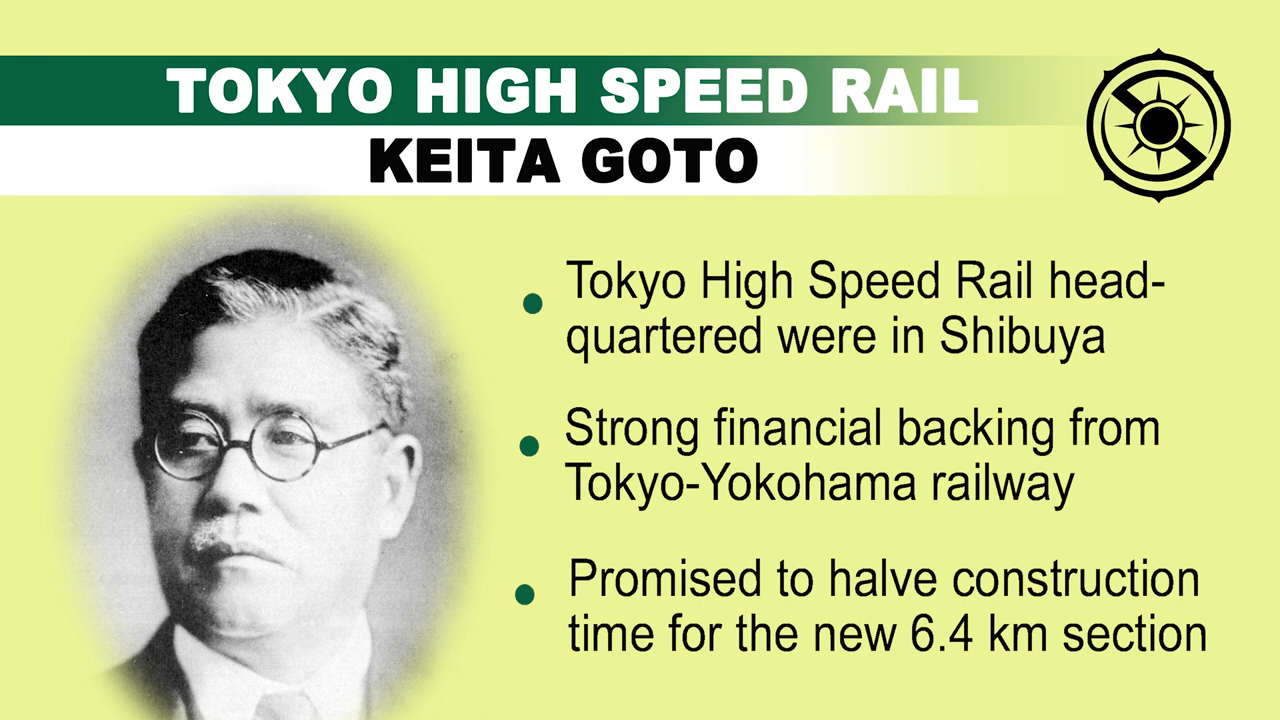 TOKYO HIGH SPEED RAIL
KEITA GOTO
Tokyo High Speed Rail head-
quartered were in Shibuya
Strong financial backing from
Tokyo-Yokohama railway
Promised to halve construction
time for the new 6.4 km section